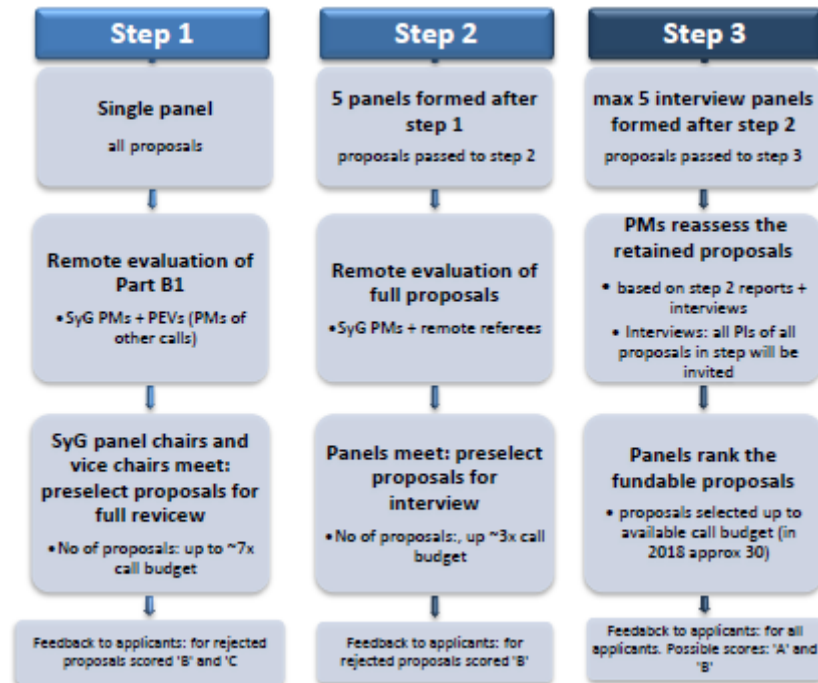 Step 1
Single panel
all proposals
Remote evaluation of
Part B1
•SyG PMs + PEVs (PMs of
other calls)
SyG panel chairs and
vice chairs meet:
preselect proposals for
full revicew
•No of proposals: up to ~7x
call budget
Feedback to applicants: for rejected
proposals scored 'B' and 'C
Step 2
5 panels formed after
step 1
proposals passed to step 2
Remote evaluation of
full proposals
•SyG PMs + remote referees
Panels meet: preselect
proposals for
interview
•No of proposals:, up ~3x call
budget
Feedback to applicants: for
rejected proposals scored 'B'
Step 3
max 5 interview panels
formed after step 2
proposals passed to step 3
PMs reassess the
retained proposals
• based on step 2 reports +
interviews
• Interviews: all PIs of all
proposals in step will be
invited
Panels rank the
fundable proposals
• proposals selected up to
available call budget (in
2018 approx 30)
Feedabck to applicants: for all
applicants. Possible scores: 'A' and
'B'